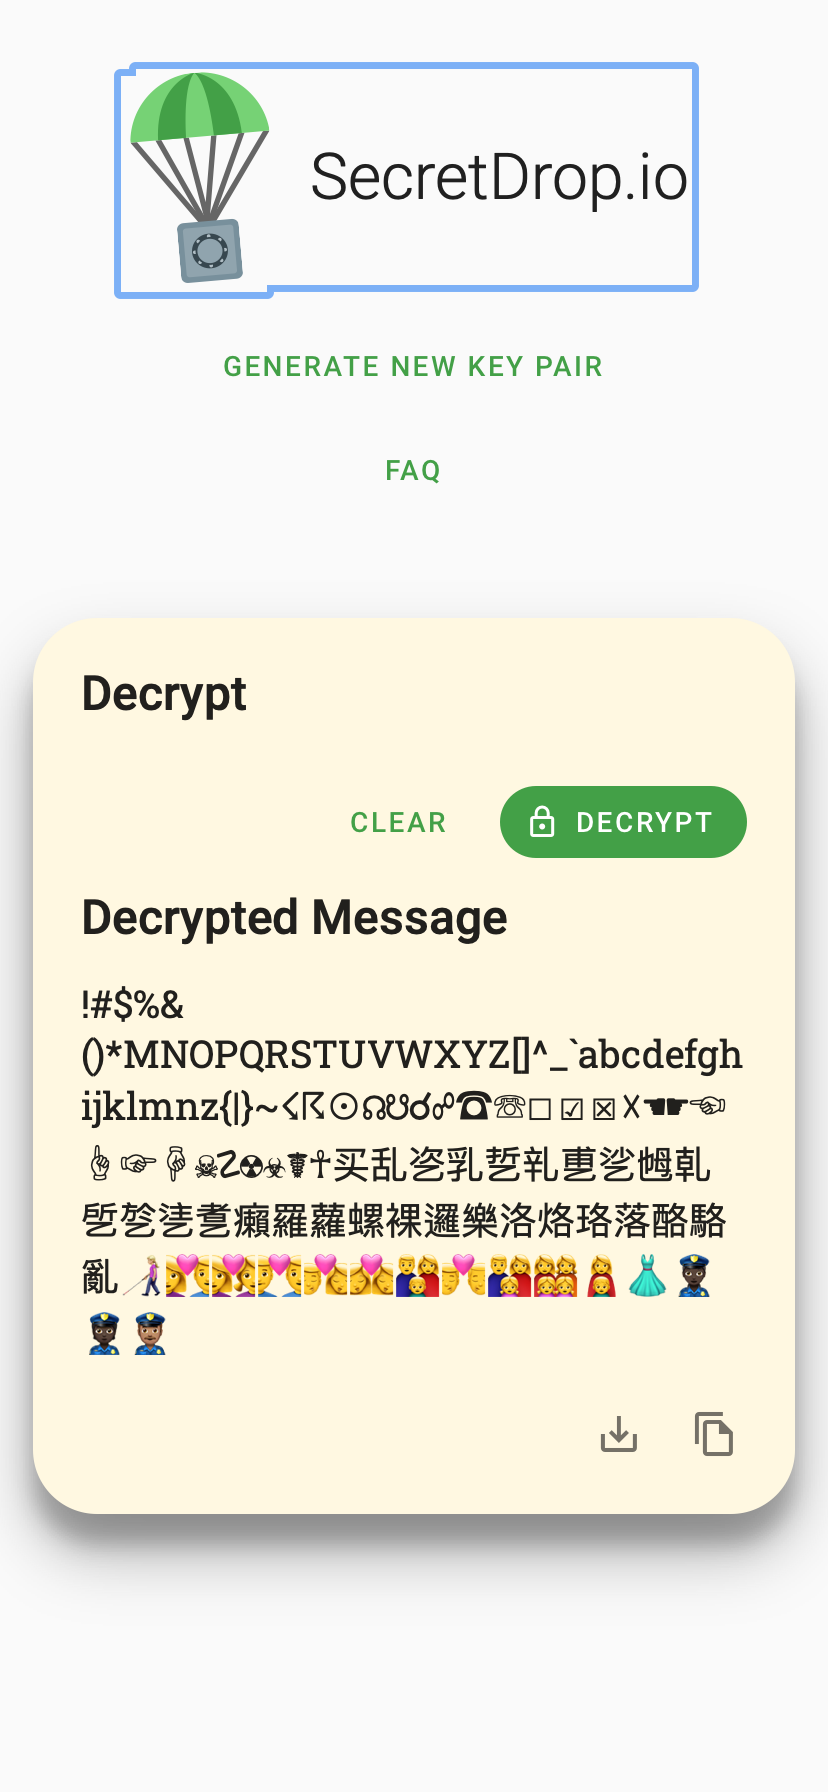 SecretDrop.io
GENERATE NEW KEY PAIR
FAQ
Decrypt
CLEAR
DECRYPT
Decrypted Message
!#$%&
()*MNOPQRSTUVWXYZ[]^_`abcdefgh
ijklmnz{|}~☇☈☉☊☋☌☍☎☏☐☑☒☓☚☛☜
☝☞☟☠☡☢☣☤☥买乱乲乳乴乵乶乷乸乹
乺乻乼乽癩羅蘿螺裸邏樂洛烙珞落酪駱
亂👩🏼‍🦯👩‍❤️‍👨👩‍❤️‍👩👨‍❤️‍👨